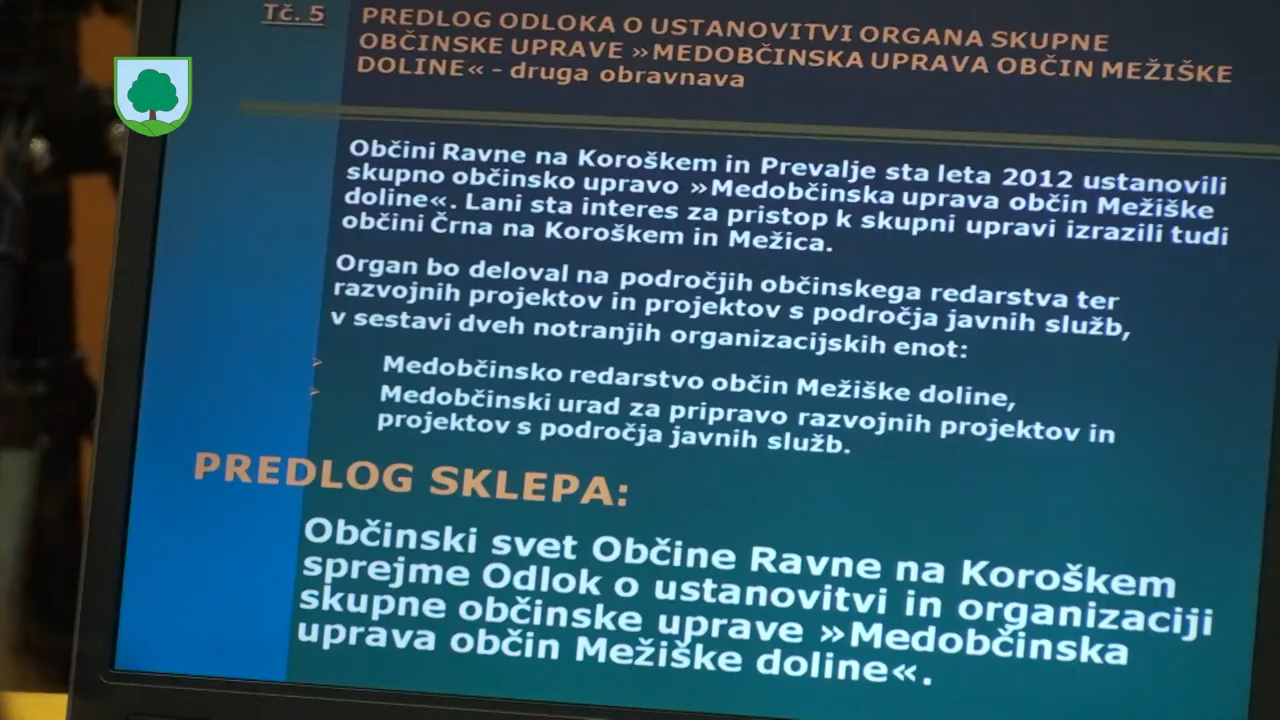 Tč. 5 PREDLOG ODLOKA O USTANOVITVI ORGANA SKUPNE
OBČINSKE UPRAVE »MEDOBČINSKA UPRAVA OBČIN MEŽIŠKE
DOLINE« - druga obravnava
Občini Ravne na Koroškem in Prevalje sta leta 2012 ustanovili
skupno občinsko upravo »Medobčinska uprava občin Mežiške
doline«. Lani sta interes za pristop k skupni upravi izrazili tudi
občini Črna na Koroškem in Mežica.
Organ bo deloval na področjih občinskega redarstva ter
razvojnih projektov in projektov s področja javnih služb,
v sestavi dveh notranjih organizacijskih enot:
Medobčinsko redarstvo občin Mežiške doline,
Medobčinski urad za pripravo razvojnih projektov in
projektov s področja javnih služb.
PREDLOG SKLEPA:
Občinski svet Občine Ravne na Koroškem
sprejme Odlok o ustanovitvi in organizaciji
skupne občinske uprave »Medobčinska
uprava občin Mežiške doline«.